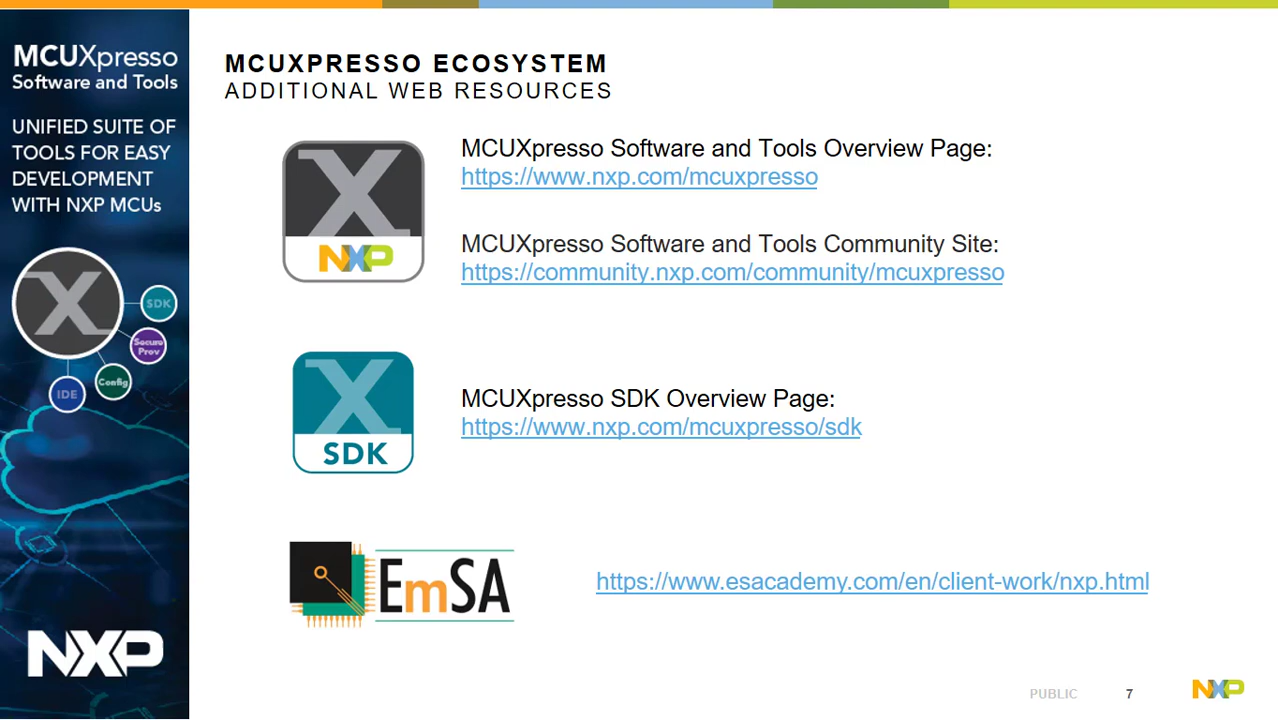 MCUXpresso
Software and Tools
UNIFIED SUITE OF
TOOLS FOR EASY
DEVELOPMENT
WITH NXP MCUs
X
SDK
Secure
Prov
Config
IDE
NXP
MCUXPRESSO ECOSYSTEM
ADDITIONAL WEB RESOURCES
X
NXP
MCUXpresso Software and Tools Overview Page:
https://www.nxp.com/mcuxpresso
MCUXpresso Software and Tools Community Site:
https://community.nxp.com/community/mcuxpresso
X
SDK
MCUXpresso SDK Overview Page:
https://www.nxp.com/mcuxpresso/sdk
EmSA
https://www.esacademy.com/en/client-work/nxp.html
PUBLIC
7
NXP